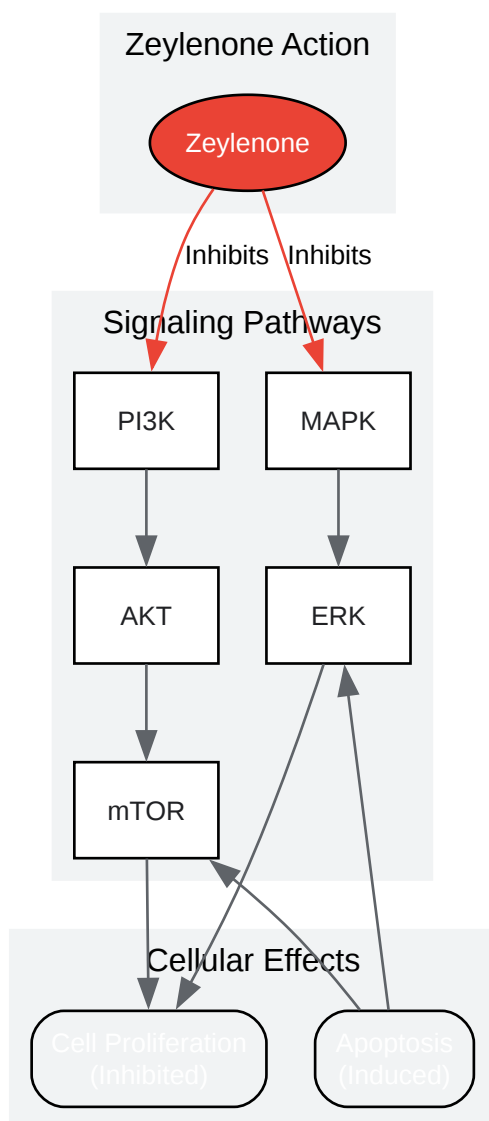 Zeylenone Action
Zeylenone
Inhibits
Inhibits
Signaling Pathways
PI3K
MAPK
AKT
ERK
mTOR
Cellular Effects
Cell Proliferation
(Inhibited)
Apoptosis
(Induced)